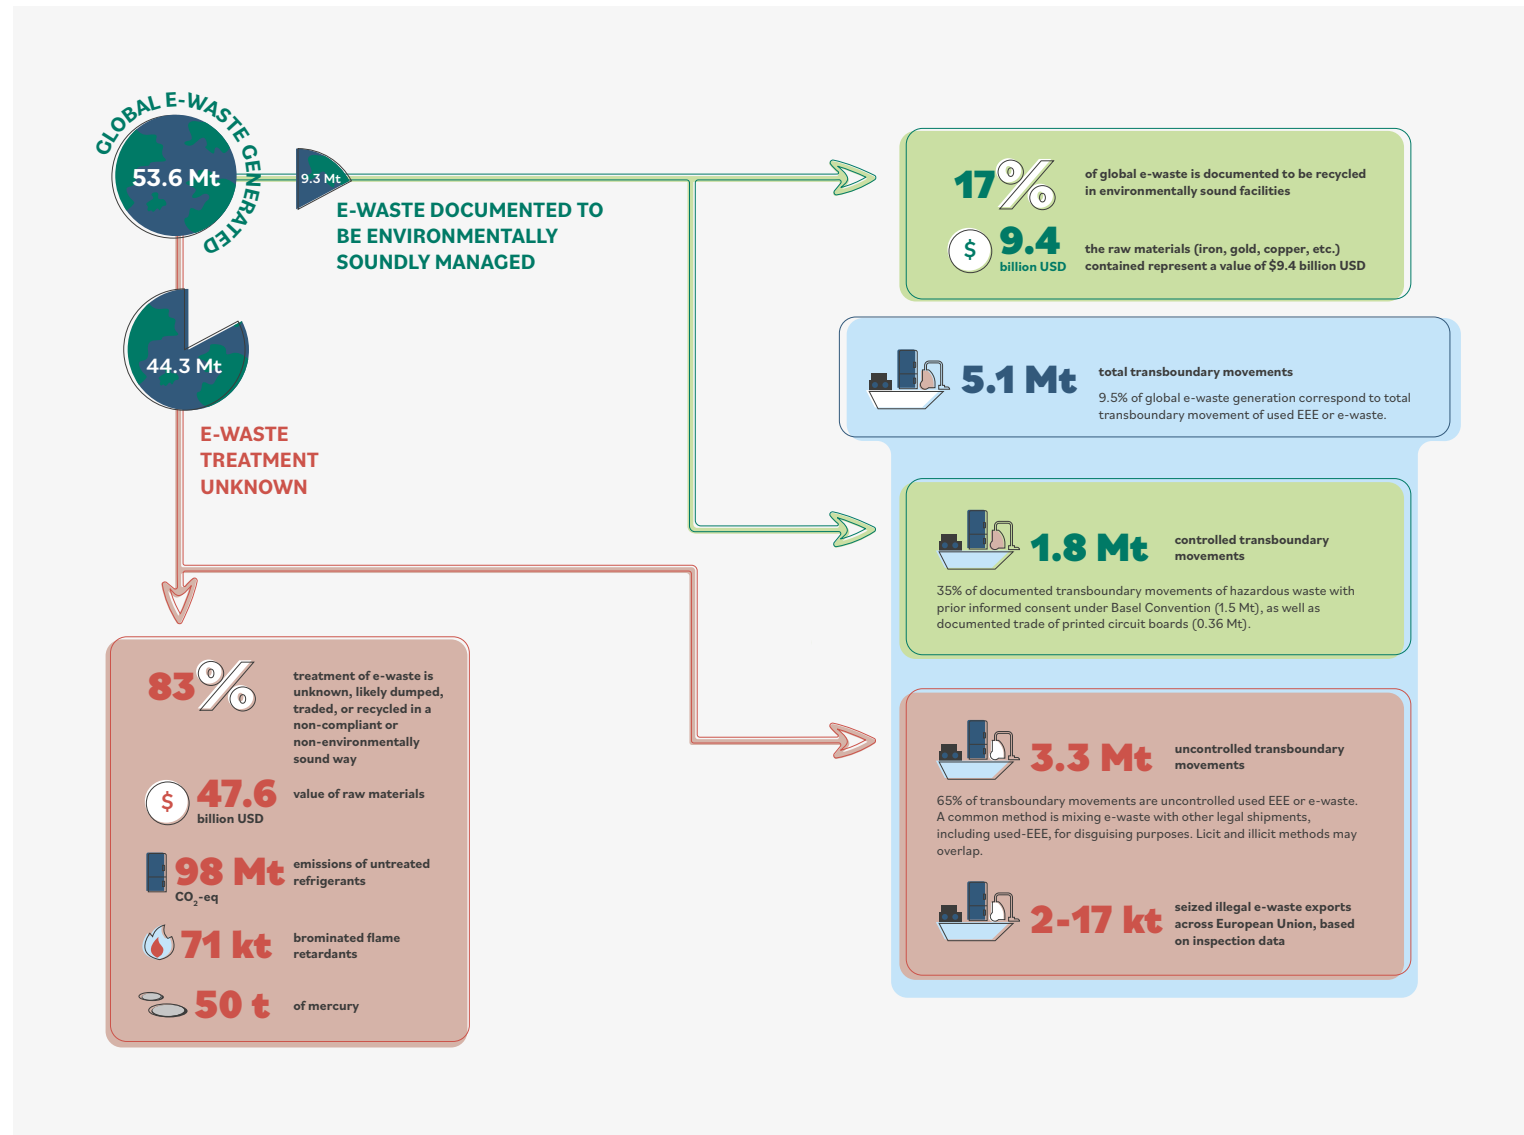 GLOBAL E-WASTE GENERATED
53.6 Mt
9.3 Mt
E-WASTE DOCUMENTED TO
BE ENVIRONMENTALLY
SOUNDLY MANAGED
44.3 Mt
E-WASTE
TREATMENT
UNKNOWN
83%
treatment of e-waste is
unknown, likely dumped,
traded, or recycled in a
non-compliant or
non-environmentally
sound way
$
47.6
billion USD
value of raw materials
98 Mt
CO2-eq
emissions of untreated
refrigerants
71 kt
brominated flame
retardants
50 t
of mercury
17%
of global e-waste is documented to be recycled
in environmentally sound facilities
$
9.4
billion USD
the raw materials (iron, gold, copper, etc.)
contained represent a value of $9.4 billion USD
5.1 Mt
total transboundary movements
9.5% of global e-waste generation correspond to total
transboundary movement of used EEE or e-waste.
1.8 Mt
controlled transboundary
movements
35% of documented transboundary movements of hazardous waste with
prior informed consent under Basel Convention (1.5 Mt), as well as
documented trade of printed circuit boards (0.36 Mt).
3.3 Mt
uncontrolled transboundary
movements
65% of transboundary movements are uncontrolled used EEE or e-waste.
A common method is mixing e-waste with other legal shipments,
including used-EEE, for disguising purposes. Licit and illicit methods may
overlap.
2-17 kt
seized illegal e-waste exports
across European Union, based
on inspection data